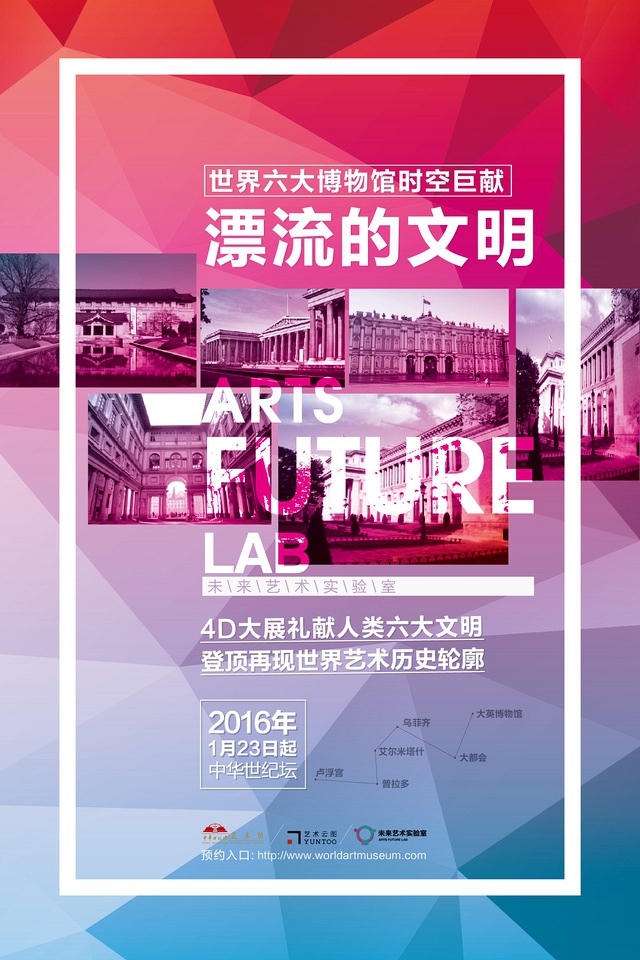 世界六大博物馆时空巨献
漂流的文明
ARTS
FUTURE
LAB
未\来\艺\术\实\验\室
4D大展礼献人类六大文明
登顶再现世界艺术历史轮廓
2016年
1月23日起
中华世纪坛
大英博物馆
乌菲齐
艾尔米塔什
大都会
卢浮宫
普拉多
艺术云图
YUNTOO
未来艺术实验室
ARTS FUTURE LAB
预约入口: http://www.worldartmuseum.com